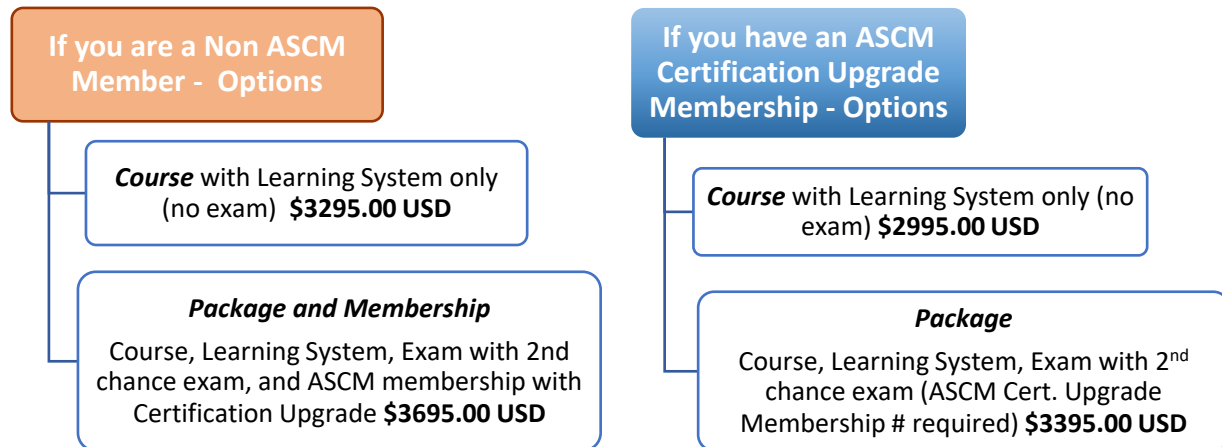 If you are a Non ASCM
Member -  Options
Course with Learning System only
(no exam)  $3295.00 USD
Package and Membership
Course, Learning System, Exam with 2nd
chance exam, and ASCM membership with
Certification Upgrade $3695.00 USD
If you have an ASCM
Certification Upgrade
Membership - Options
Course with Learning System only (no
exam) $2995.00 USD
Package
Course, Learning System, Exam with 2nd
chance exam (ASCM Cert. Upgrade
Membership # required) $3395.00 USD